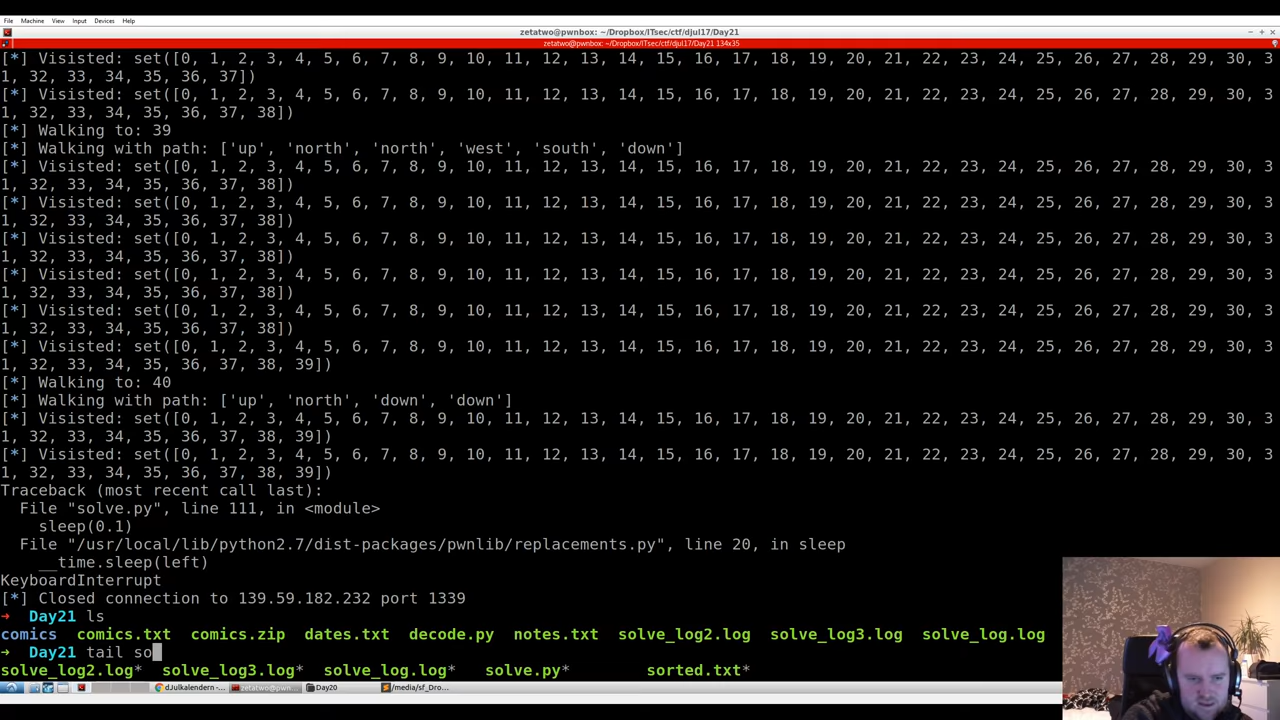 File Machine View Input Devices Help
zetatwo@pwnbox: ~/Dropbox/ITsec/ctf/djul17/Day21
zetatwo@pwnbox: ~/Dropbox/ITsec/ctf/djul17/Day21 134x35
[*] Visisted: set([0, 1, 2, 3, 4, 5, 6, 7, 8, 9, 10, 11, 12, 13, 14, 15, 16, 17, 18, 19, 20, 21, 22, 23, 24, 25, 26, 27, 28, 29, 30, 3
1, 32, 33, 34, 35, 36, 37])
[*] Visisted: set([0, 1, 2, 3, 4, 5, 6, 7, 8, 9, 10, 11, 12, 13, 14, 15, 16, 17, 18, 19, 20, 21, 22, 23, 24, 25, 26, 27, 28, 29, 30, 3
1, 32, 33, 34, 35, 36, 37, 38])
[*] Walking to: 39
[*] Walking with path: ['up', 'north', 'north', 'west', 'south', 'down']
[*] Visisted: set([0, 1, 2, 3, 4, 5, 6, 7, 8, 9, 10, 11, 12, 13, 14, 15, 16, 17, 18, 19, 20, 21, 22, 23, 24, 25, 26, 27, 28, 29, 30, 3
1, 32, 33, 34, 35, 36, 37, 38])
[*] Visisted: set([0, 1, 2, 3, 4, 5, 6, 7, 8, 9, 10, 11, 12, 13, 14, 15, 16, 17, 18, 19, 20, 21, 22, 23, 24, 25, 26, 27, 28, 29, 30, 3
1, 32, 33, 34, 35, 36, 37, 38])
[*] Visisted: set([0, 1, 2, 3, 4, 5, 6, 7, 8, 9, 10, 11, 12, 13, 14, 15, 16, 17, 18, 19, 20, 21, 22, 23, 24, 25, 26, 27, 28, 29, 30, 3
1, 32, 33, 34, 35, 36, 37, 38])
[*] Visisted: set([0, 1, 2, 3, 4, 5, 6, 7, 8, 9, 10, 11, 12, 13, 14, 15, 16, 17, 18, 19, 20, 21, 22, 23, 24, 25, 26, 27, 28, 29, 30, 3
1, 32, 33, 34, 35, 36, 37, 38])
[*] Visisted: set([0, 1, 2, 3, 4, 5, 6, 7, 8, 9, 10, 11, 12, 13, 14, 15, 16, 17, 18, 19, 20, 21, 22, 23, 24, 25, 26, 27, 28, 29, 30, 3
1, 32, 33, 34, 35, 36, 37, 38])
[*] Visisted: set([0, 1, 2, 3, 4, 5, 6, 7, 8, 9, 10, 11, 12, 13, 14, 15, 16, 17, 18, 19, 20, 21, 22, 23, 24, 25, 26, 27, 28, 29, 30, 3
1, 32, 33, 34, 35, 36, 37, 38, 39])
[*] Walking to: 40
[*] Walking with path: ['up', 'north', 'down', 'down']
[*] Visisted: set([0, 1, 2, 3, 4, 5, 6, 7, 8, 9, 10, 11, 12, 13, 14, 15, 16, 17, 18, 19, 20, 21, 22, 23, 24, 25, 26, 27, 28, 29, 30, 3
1, 32, 33, 34, 35, 36, 37, 38, 39])
[*] Visisted: set([0, 1, 2, 3, 4, 5, 6, 7, 8, 9, 10, 11, 12, 13, 14, 15, 16, 17, 18, 19, 20, 21, 22, 23, 24, 25, 26, 27, 28, 29, 30, 3
1, 32, 33, 34, 35, 36, 37, 38, 39])
Traceback (most recent call last):
File "solve.py", line 111, in <module>
sleep(0.1)
File "/usr/local/lib/python2.7/dist-packages/pwnlib/replacements.py", line 20, in sleep
__time.sleep(left)
KeyboardInterrupt
[*] Closed connection to 139.59.182.232 port 1339
→ Day21 ls
comics comics.txt comics.zip dates.txt decode.py notes.txt solve_log2.log solve_log3.log solve_log.log
→ Day21 tail so
solve_log2.log* solve_log3.log* solve_log.log* solve.py* sorted.txt*
dJulkalendern -... zetatwo@pwn... Day20 /media/sf_Dro...